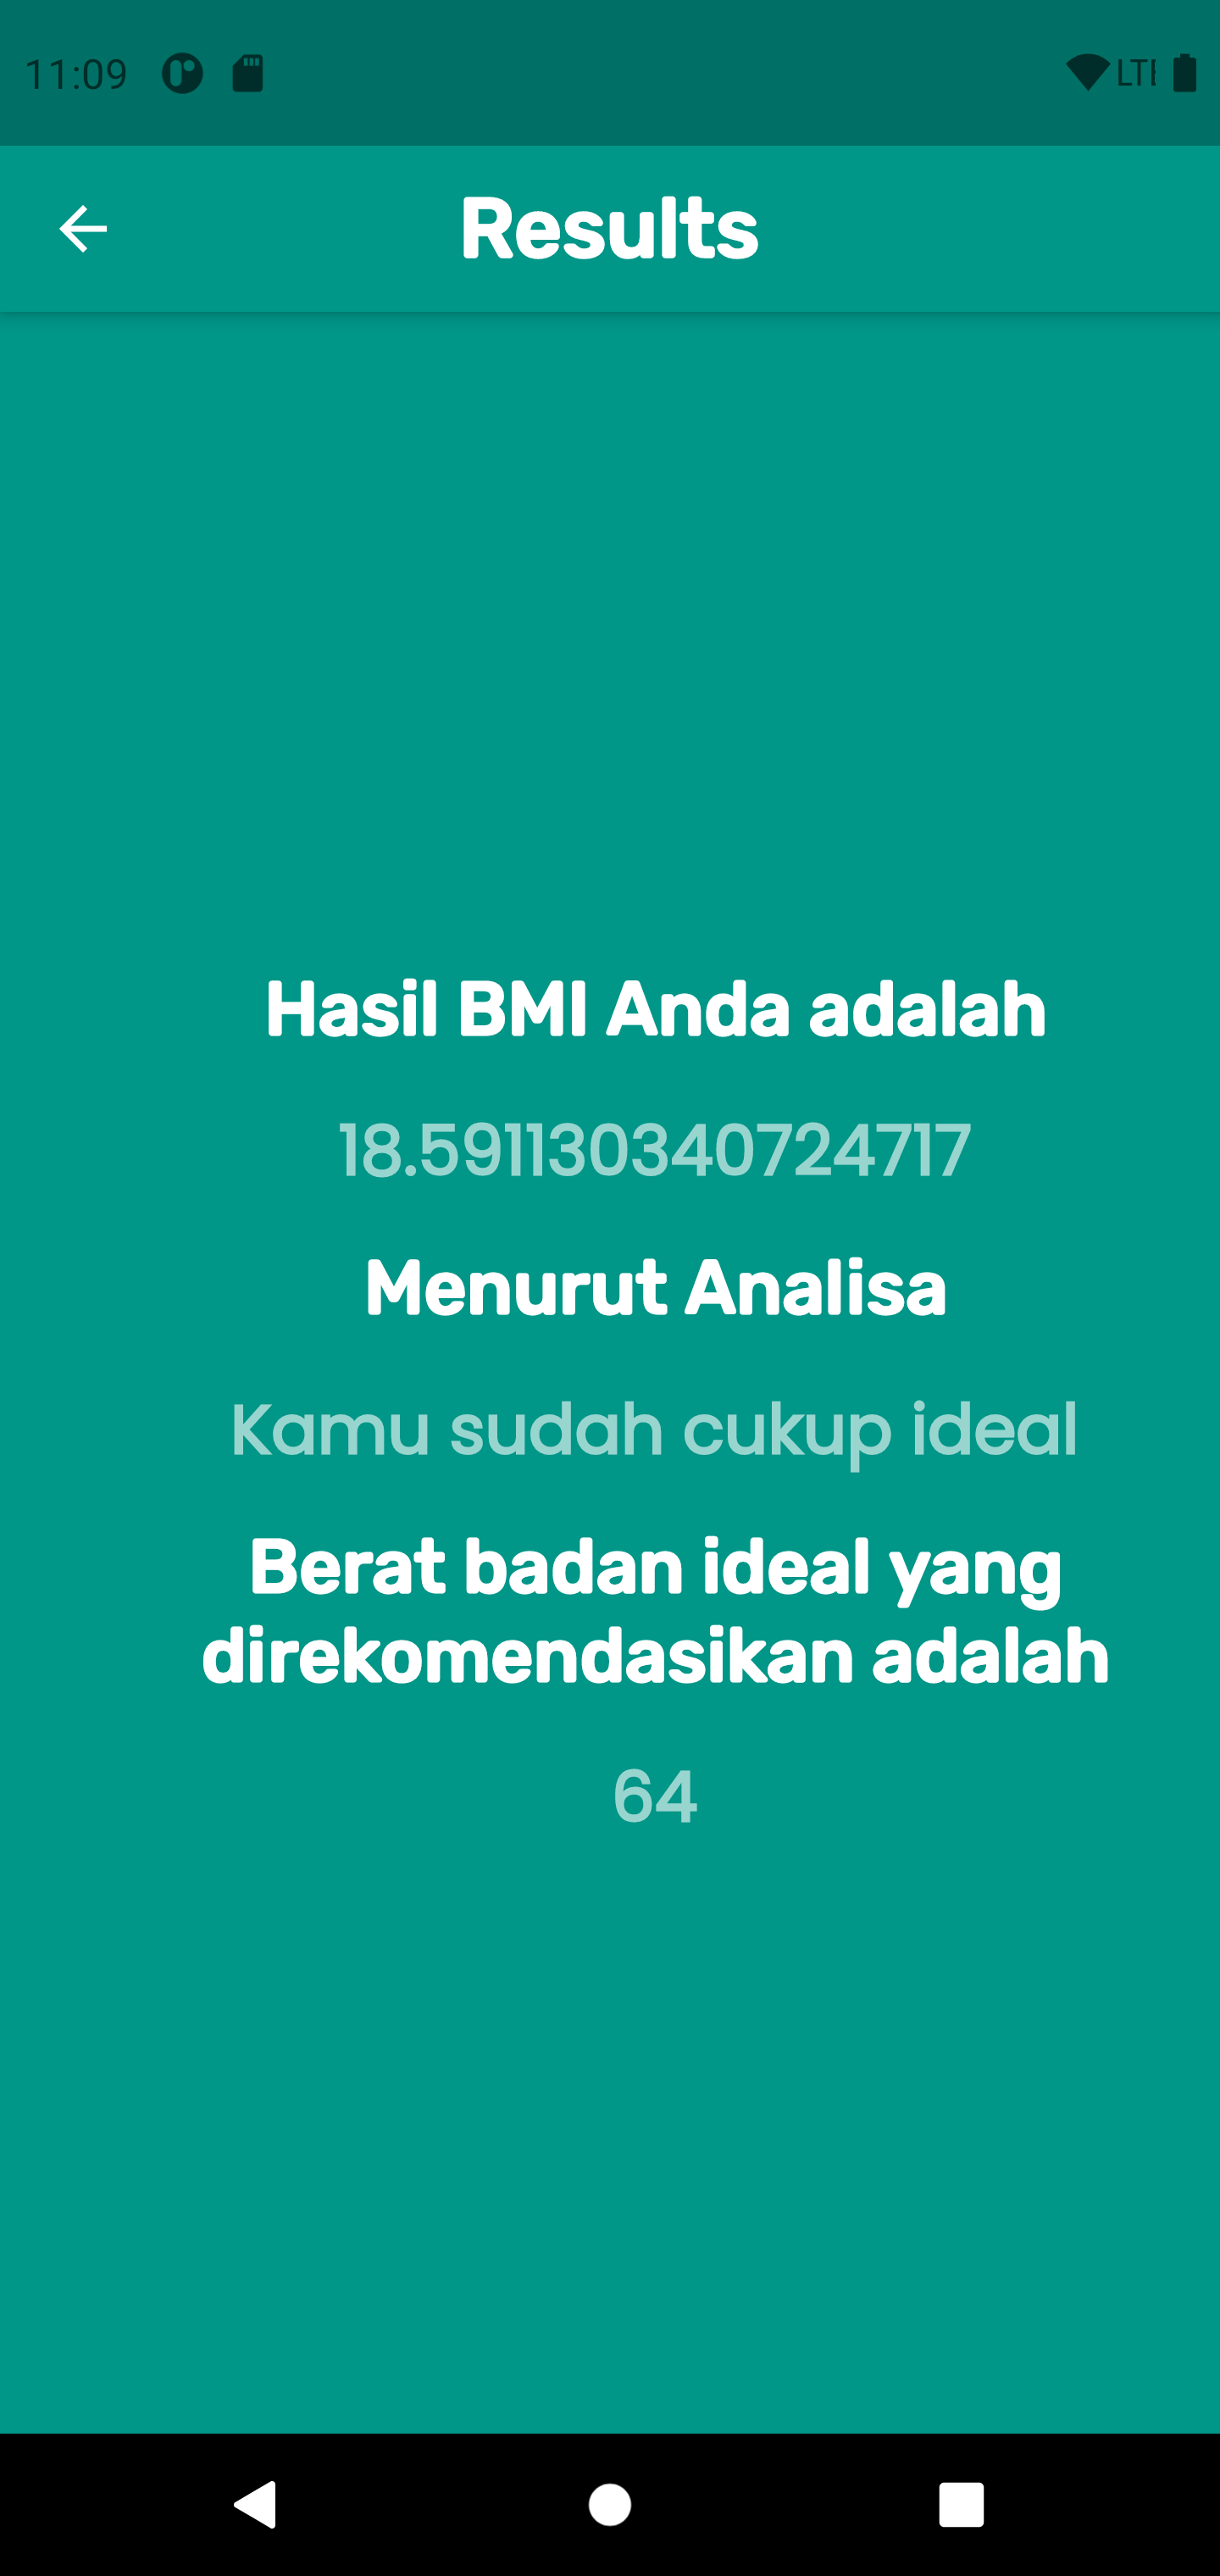 11:09
LTE
Results
Hasil BMI Anda adalah
18.591130340724717
Menurut Analisa
Kamu sudah cukup ideal
Berat badan ideal yang
direkomendasikan adalah
64